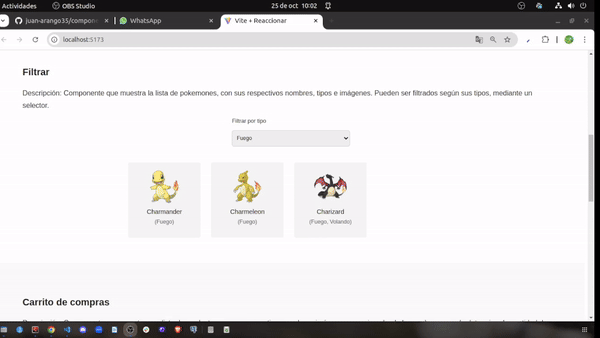 Actividades
OBS Studio
25 de oct 10:02
juan-arango35/compone
WhatsApp
Vite + Reaccionar
localhost:5173
Filtrar
Descripción: Componente que muestra la lista de pokemones, con sus respectivos nombres, tipos e imágenes. Pueden ser filtrados según sus tipos, mediante un
selector.
Filtrar por tipo
Fuego
Charmander
(Fuego)
Charmeleon
(Fuego)
Charizard
(Fuego, Volando)
Carrito de compras